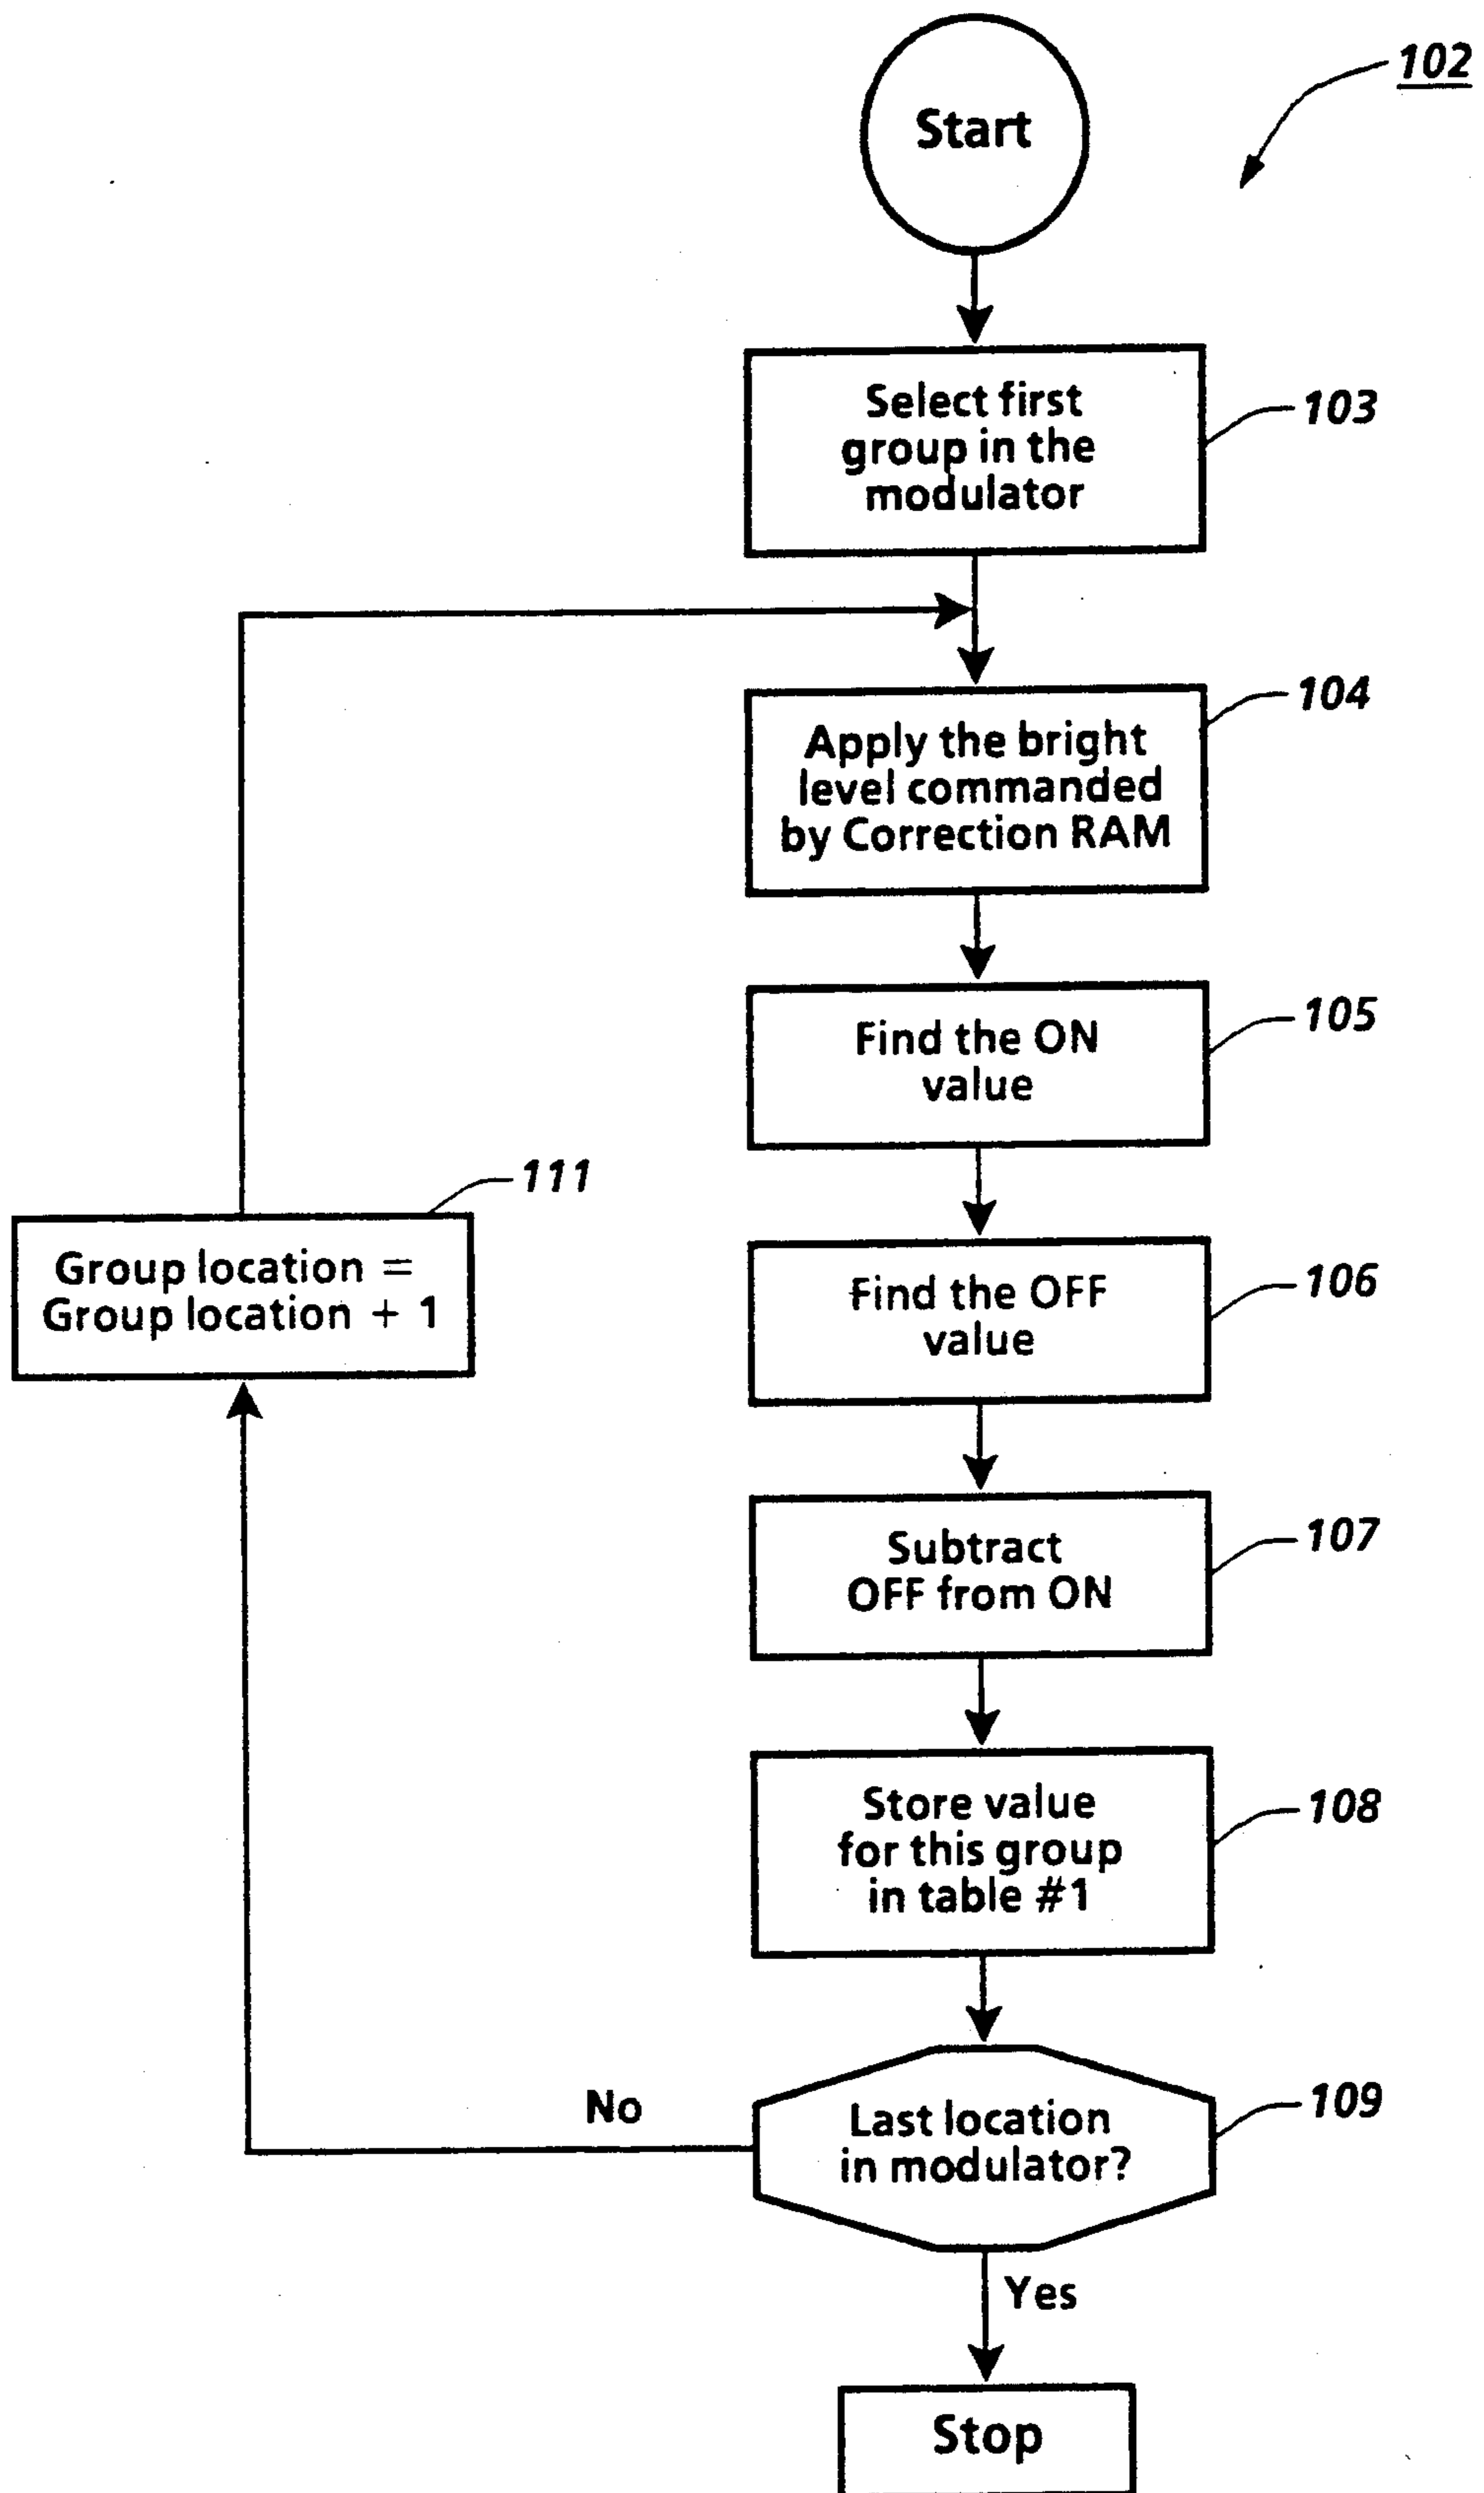 102
Start
Select first
group in the
modulator
103
Apply the bright
level commanded
by Correction RAM
104
Find the ON
value
105
111
Group location =
Group location + 1
Find the OFF
value
106
Subtract
OFF from ON
107
Store value
for this group
in table #1
108
No
Last location
in modulator?
109
Yes
Stop